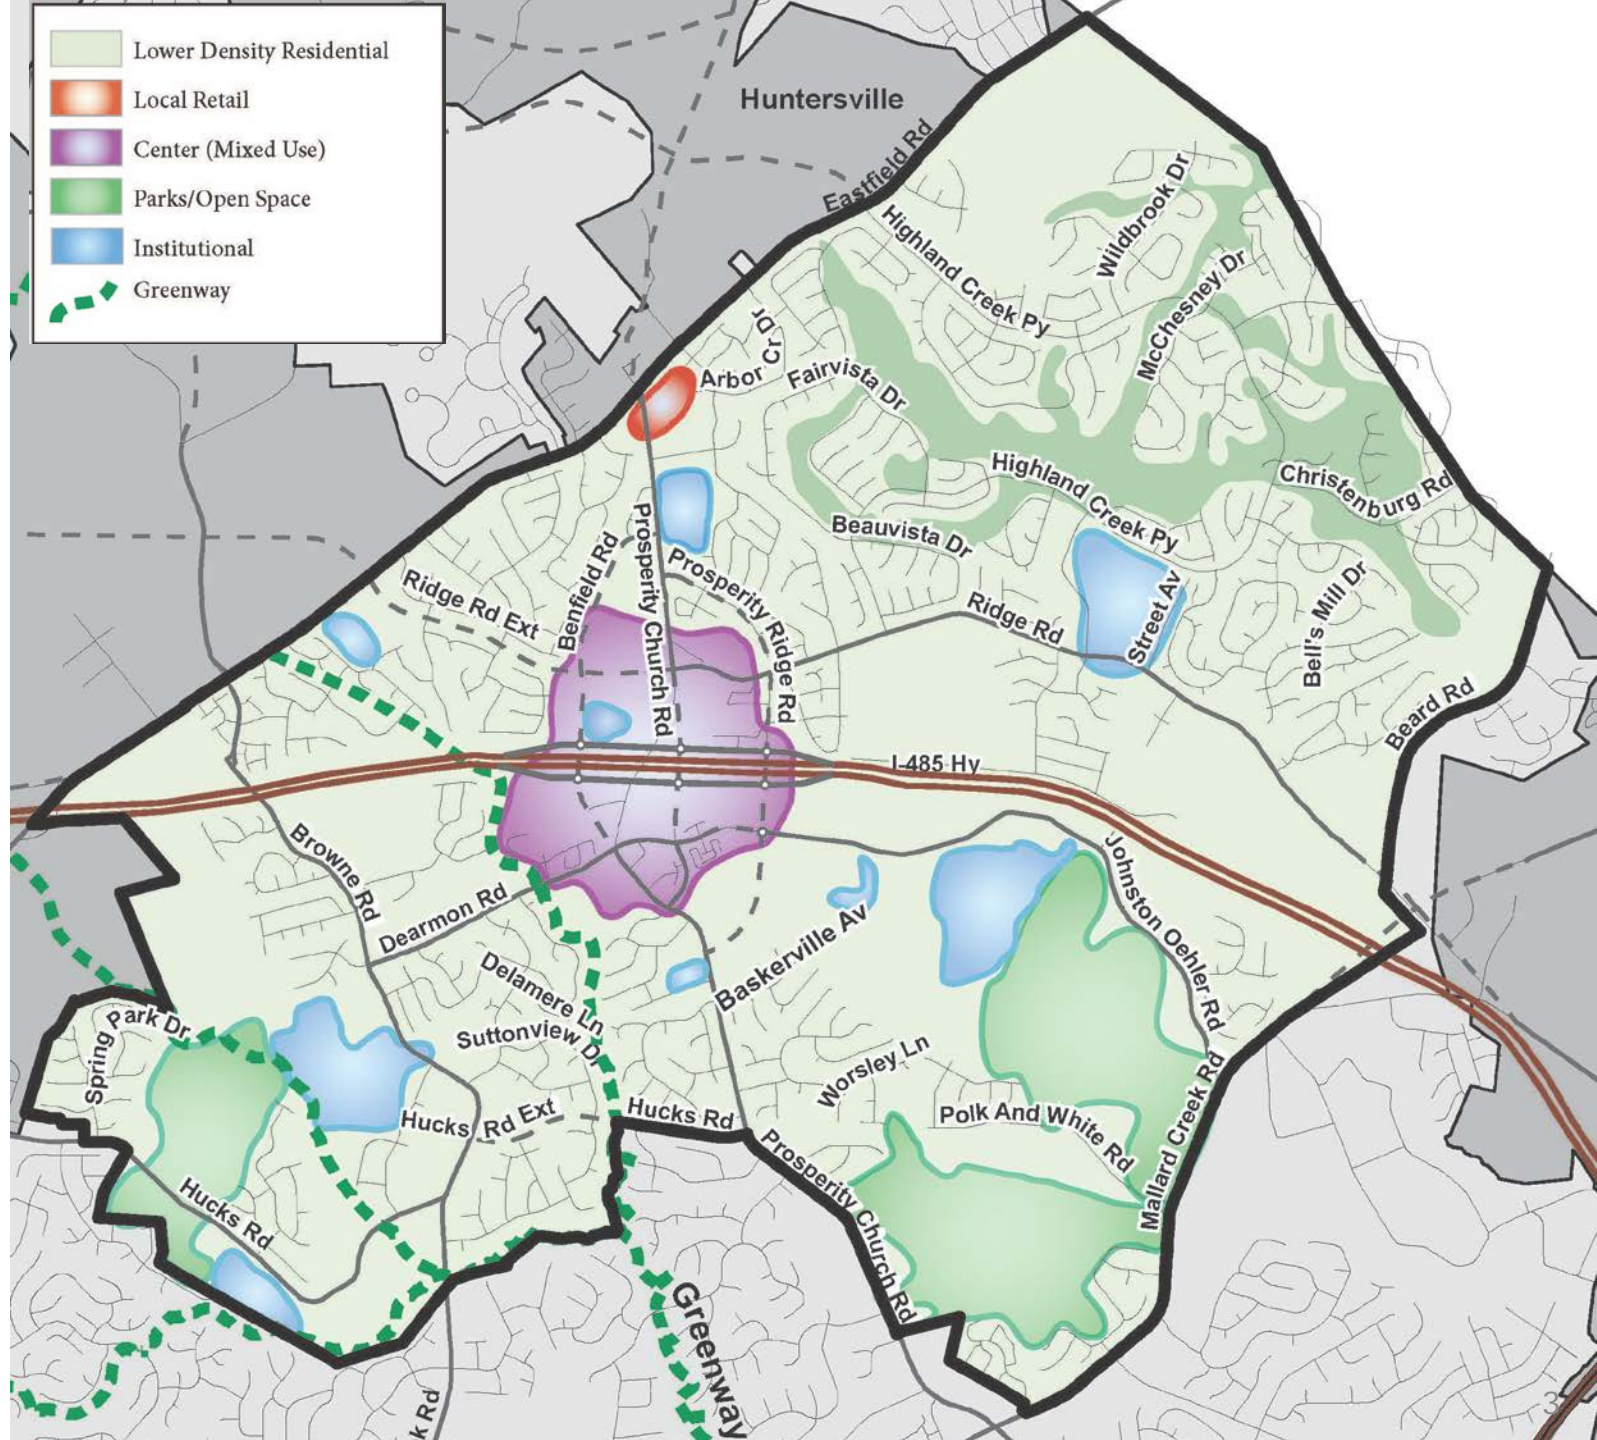 Lower Density Residential
Local Retail
Center (Mixed Use)
Parks/Open Space
Institutional
Greenway
Huntersville
Eastfield Rd
Highland Creek Py
Wildbrook Dr
McChesney Dr
Arbor Cr Dr
Fairvista Dr
Highland Creek Py
Christenburg Rd
Beauvista Dr
Prosperity Church Rd
Benfield Rd
Prosperity Ridge Rd
Ridge Rd Ext
Ridge Rd
Street Av
Bell's Mill Dr
Beard Rd
I-485 Hy
Browne Rd
Dearmon Rd
Johnston Oehler Rd
Baskerville Av
Delamere Ln
Suttonview Dr
Spring Park Dr
Worsley Ln
Hucks Rd Ext
Hucks Rd
Polk And White Rd
Mallard Creek Rd
Prosperity Church Rd
Hucks Rd
Greenway
k Rd
3